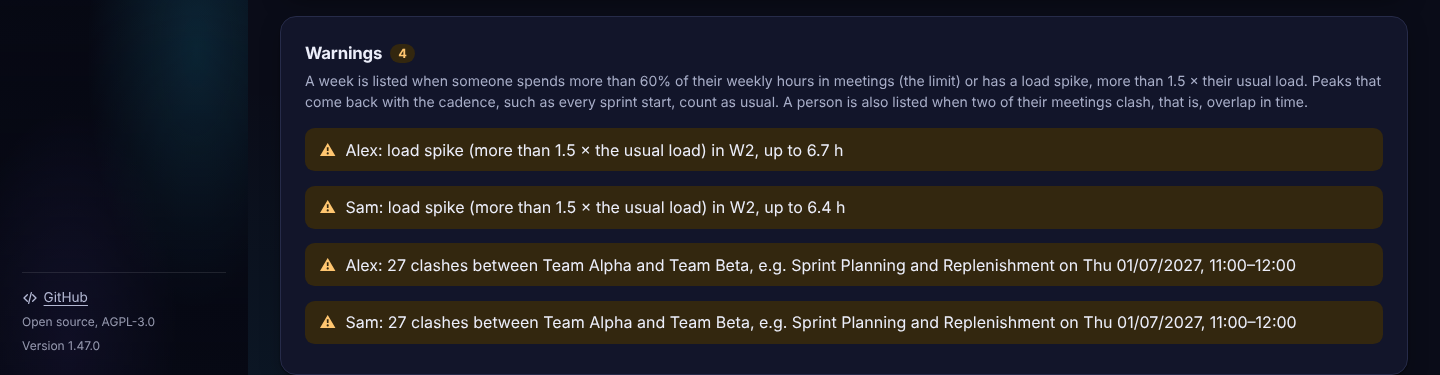 Warnings 4
A week is listed when someone spends more than 60% of their weekly hours in meetings (the limit) or has a load spike, more than 1.5 × their usual load. Peaks that
come back with the cadence, such as every sprint start, count as usual. A person is also listed when two of their meetings clash, that is, overlap in time.
Alex: load spike (more than 1.5 × the usual load) in W2, up to 6.7 h
Sam: load spike (more than 1.5 × the usual load) in W2, up to 6.4 h
Alex: 27 clashes between Team Alpha and Team Beta, e.g. Sprint Planning and Replenishment on Thu 01/07/2027, 11:00–12:00
Sam: 27 clashes between Team Alpha and Team Beta, e.g. Sprint Planning and Replenishment on Thu 01/07/2027, 11:00–12:00
GitHub
Open source, AGPL-3.0
Version 1.47.0